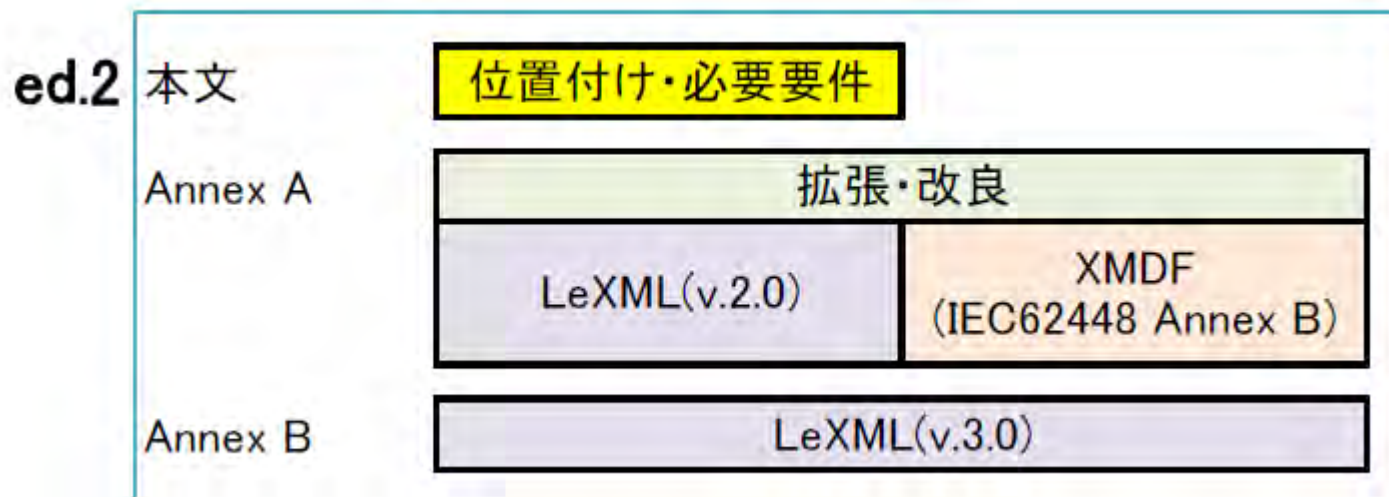 ed.2 本文 位置付け・必要要件
Annex A 拡張・改良
LeXML(v.2.0) XMDF
(IEC62448 Annex B)
Annex B LeXML(v.3.0)